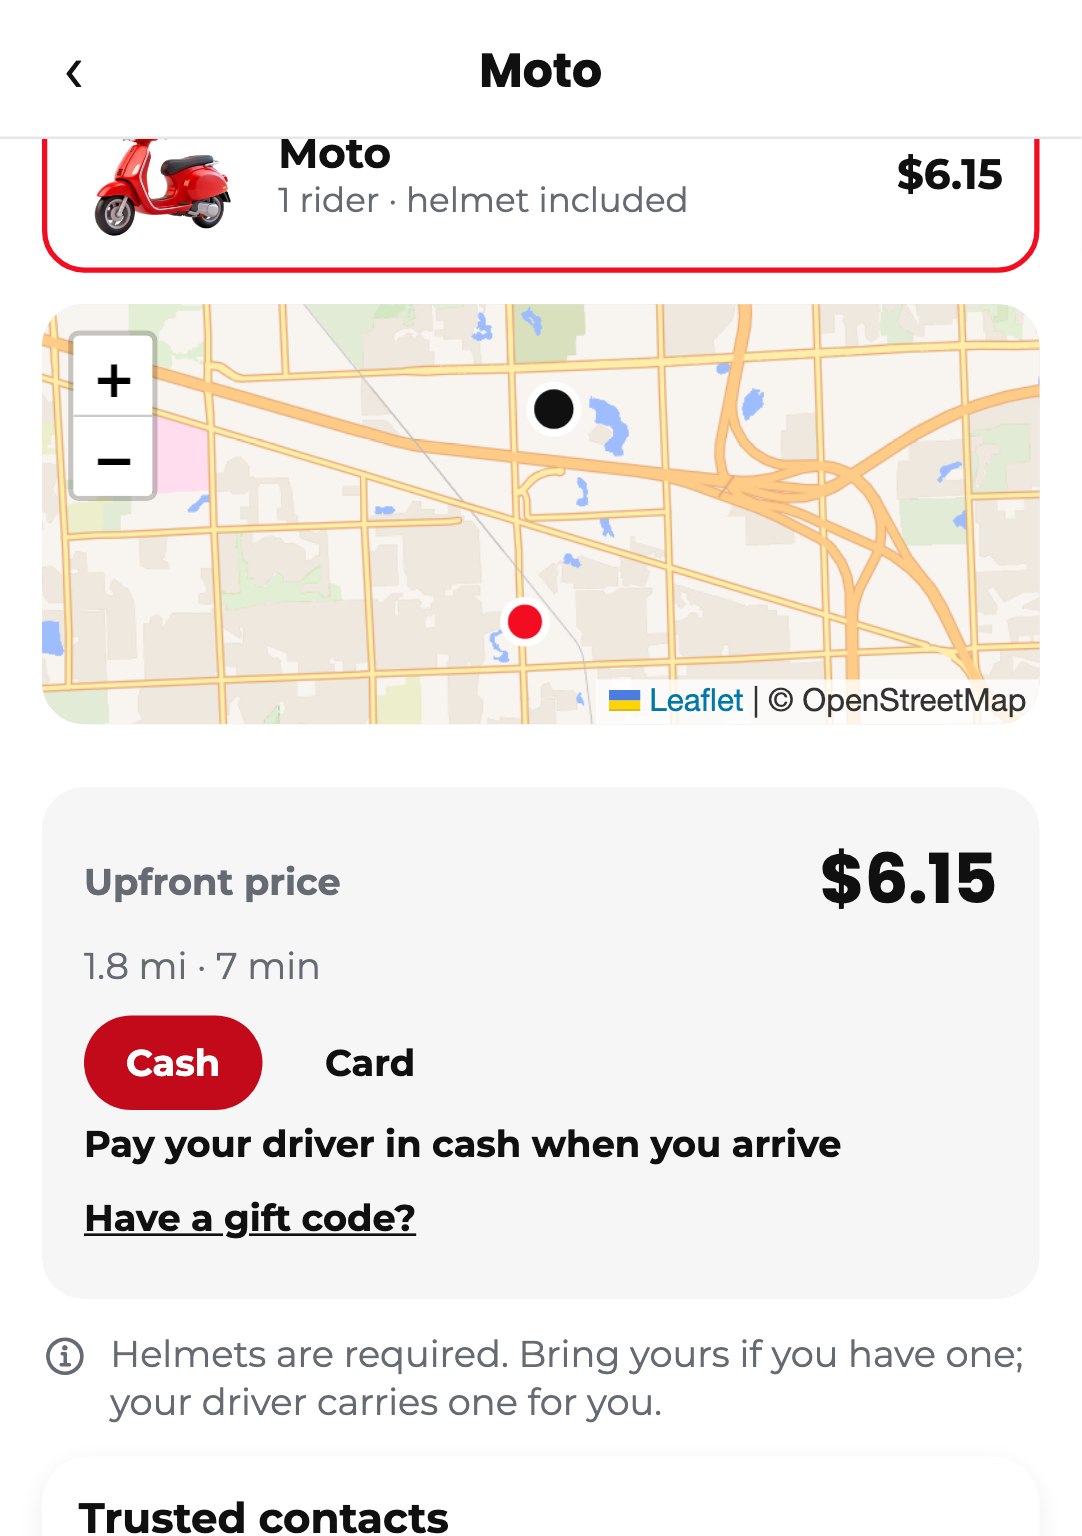 ‹
Moto
Moto
$6.15
1 rider · helmet included
+
−
Leaflet | © OpenStreetMap
Upfront price
$6.15
1.8 mi · 7 min
Cash
Card
Pay your driver in cash when you arrive
Have a gift code?
Helmets are required. Bring yours if you have one;
your driver carries one for you.
Trusted contacts